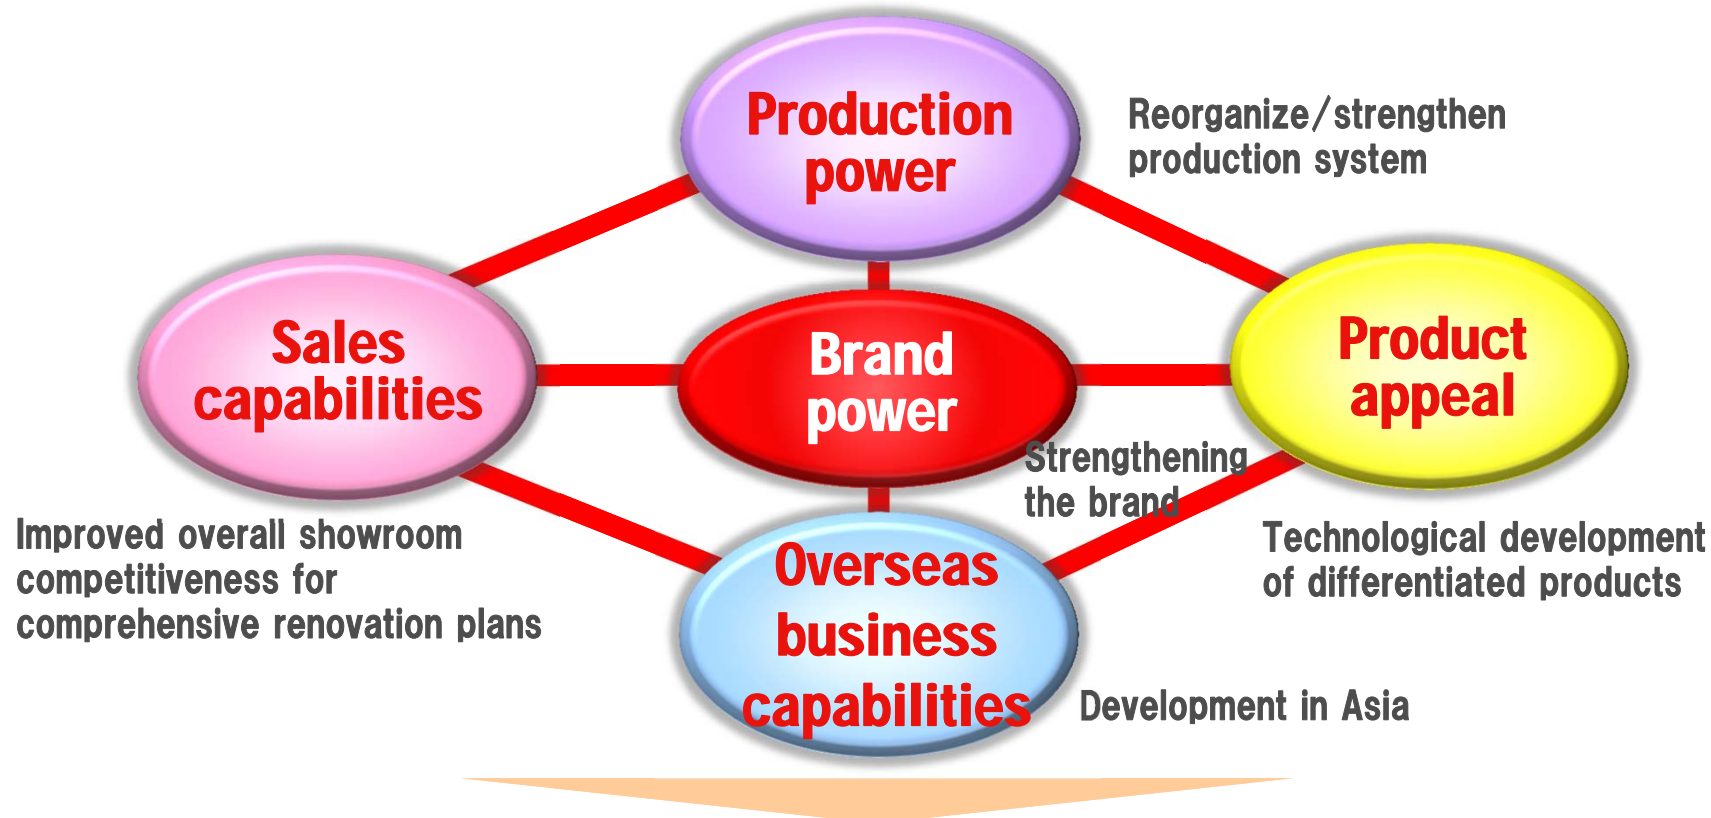 Production
power
Reorganize/strengthen
production system
Sales
capabilities
Brand
power
Product
appeal
Strengthening
the brand
Improved overall showroom
competitiveness for
comprehensive renovation plans
Technological development
of differentiated products
Overseas
business
capabilities
Development in Asia